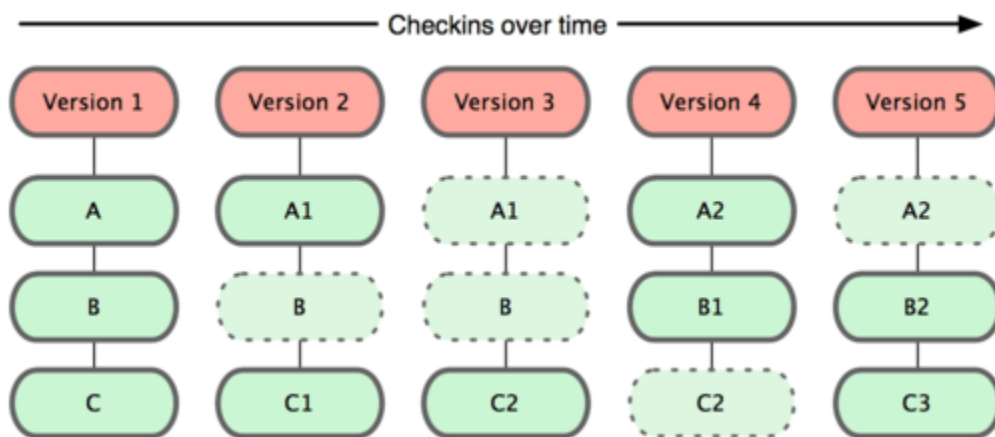 Checkins over time
Version 1 Version 2 Version 3 Version 4 Version 5
A A1 A1 A2 A2
B B B B1 B2
C C1 C2 C2 C3